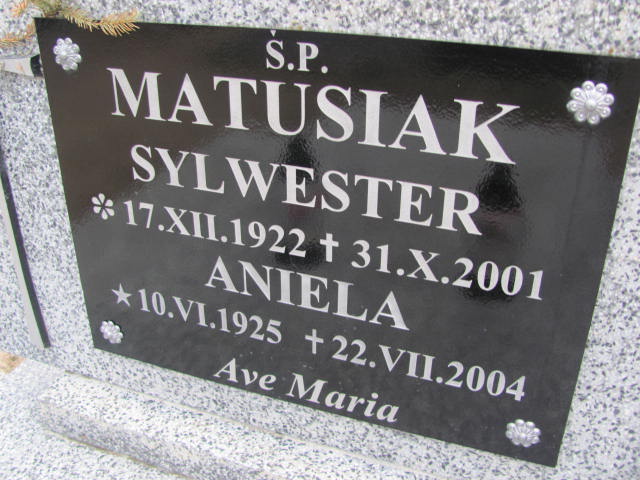 Ś.P.
MATUSIAK
SYLWESTER
* 17.XII.1922 ✝ 31.X.2001
ANIELA
★ 10.VI.1925 ✝ 22.VII.2004
Ave Maria